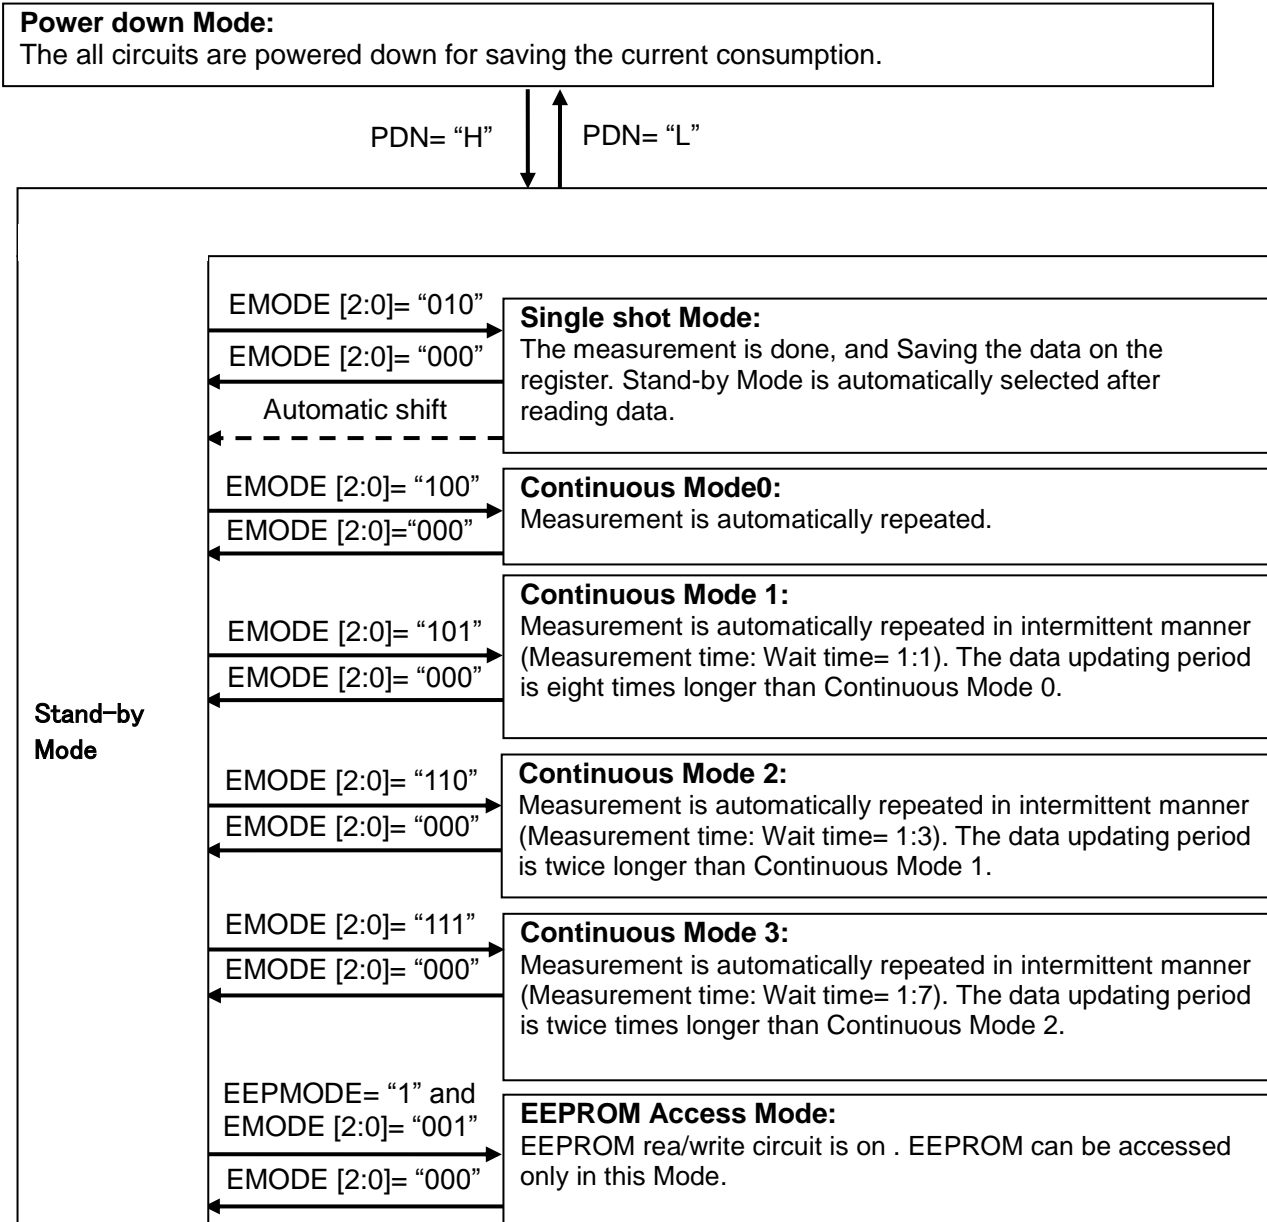 Power down Mode:
The all circuits are powered down for saving the current consumption.
PDN= “H”
PDN= “L”
Stand-by
Mode
EMODE [2:0]= “010”
EMODE [2:0]= “000”
Automatic shift
Single shot Mode:
The measurement is done, and Saving the data on the
register. Stand-by Mode is automatically selected after
reading data.
EMODE [2:0]= “100”
EMODE [2:0]=“000”
Continuous Mode0:
Measurement is automatically repeated.
EMODE [2:0]= “101”
EMODE [2:0]= “000”
Continuous Mode 1:
Measurement is automatically repeated in intermittent manner
(Measurement time: Wait time= 1:1). The data updating period
is eight times longer than Continuous Mode 0.
EMODE [2:0]= “110”
EMODE [2:0]= “000”
Continuous Mode 2:
Measurement is automatically repeated in intermittent manner
(Measurement time: Wait time= 1:3). The data updating period
is twice longer than Continuous Mode 1.
EMODE [2:0]= “111”
EMODE [2:0]= “000”
Continuous Mode 3:
Measurement is automatically repeated in intermittent manner
(Measurement time: Wait time= 1:7). The data updating period
is twice times longer than Continuous Mode 2.
EEPMODE= “1” and
EMODE [2:0]= “001”
EMODE [2:0]= “000”
EEPROM Access Mode:
EEPROM rea/write circuit is on . EEPROM can be accessed
only in this Mode.